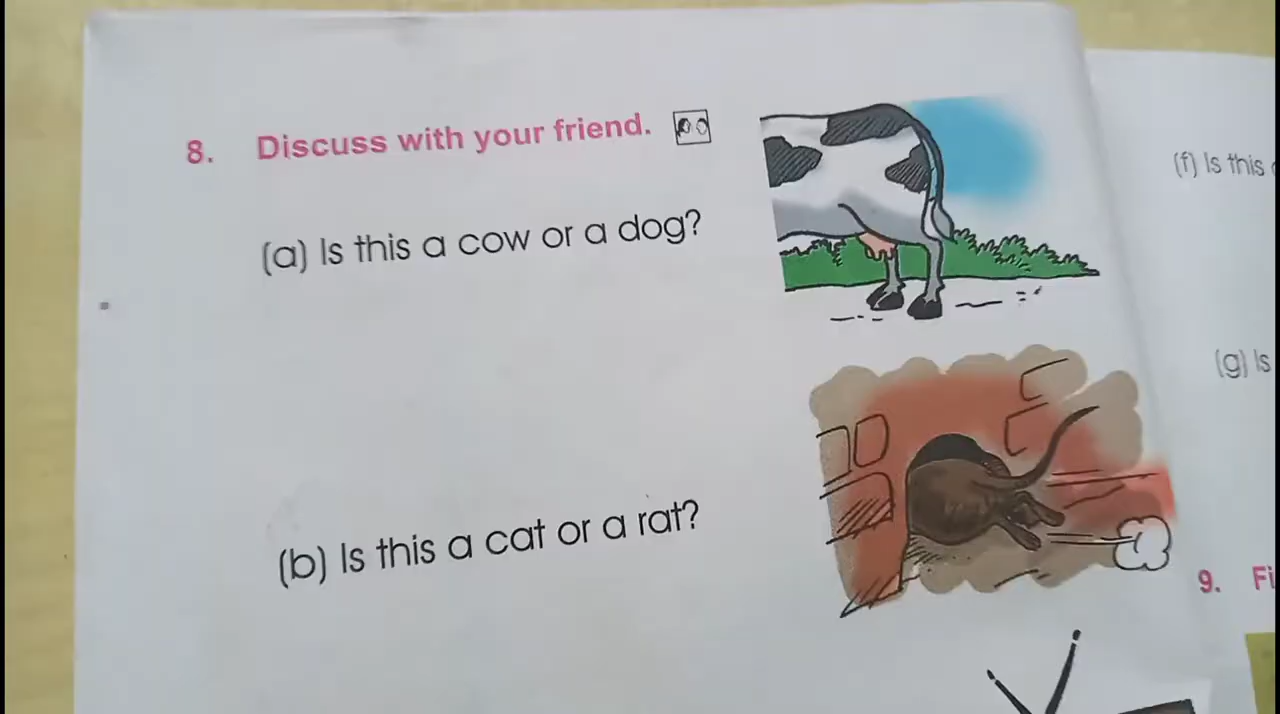 8. Discuss with your friend.
(a) Is this a cow or a dog?
(b) Is this a cat or a rat?
(f) Is this
(g) Is
9.